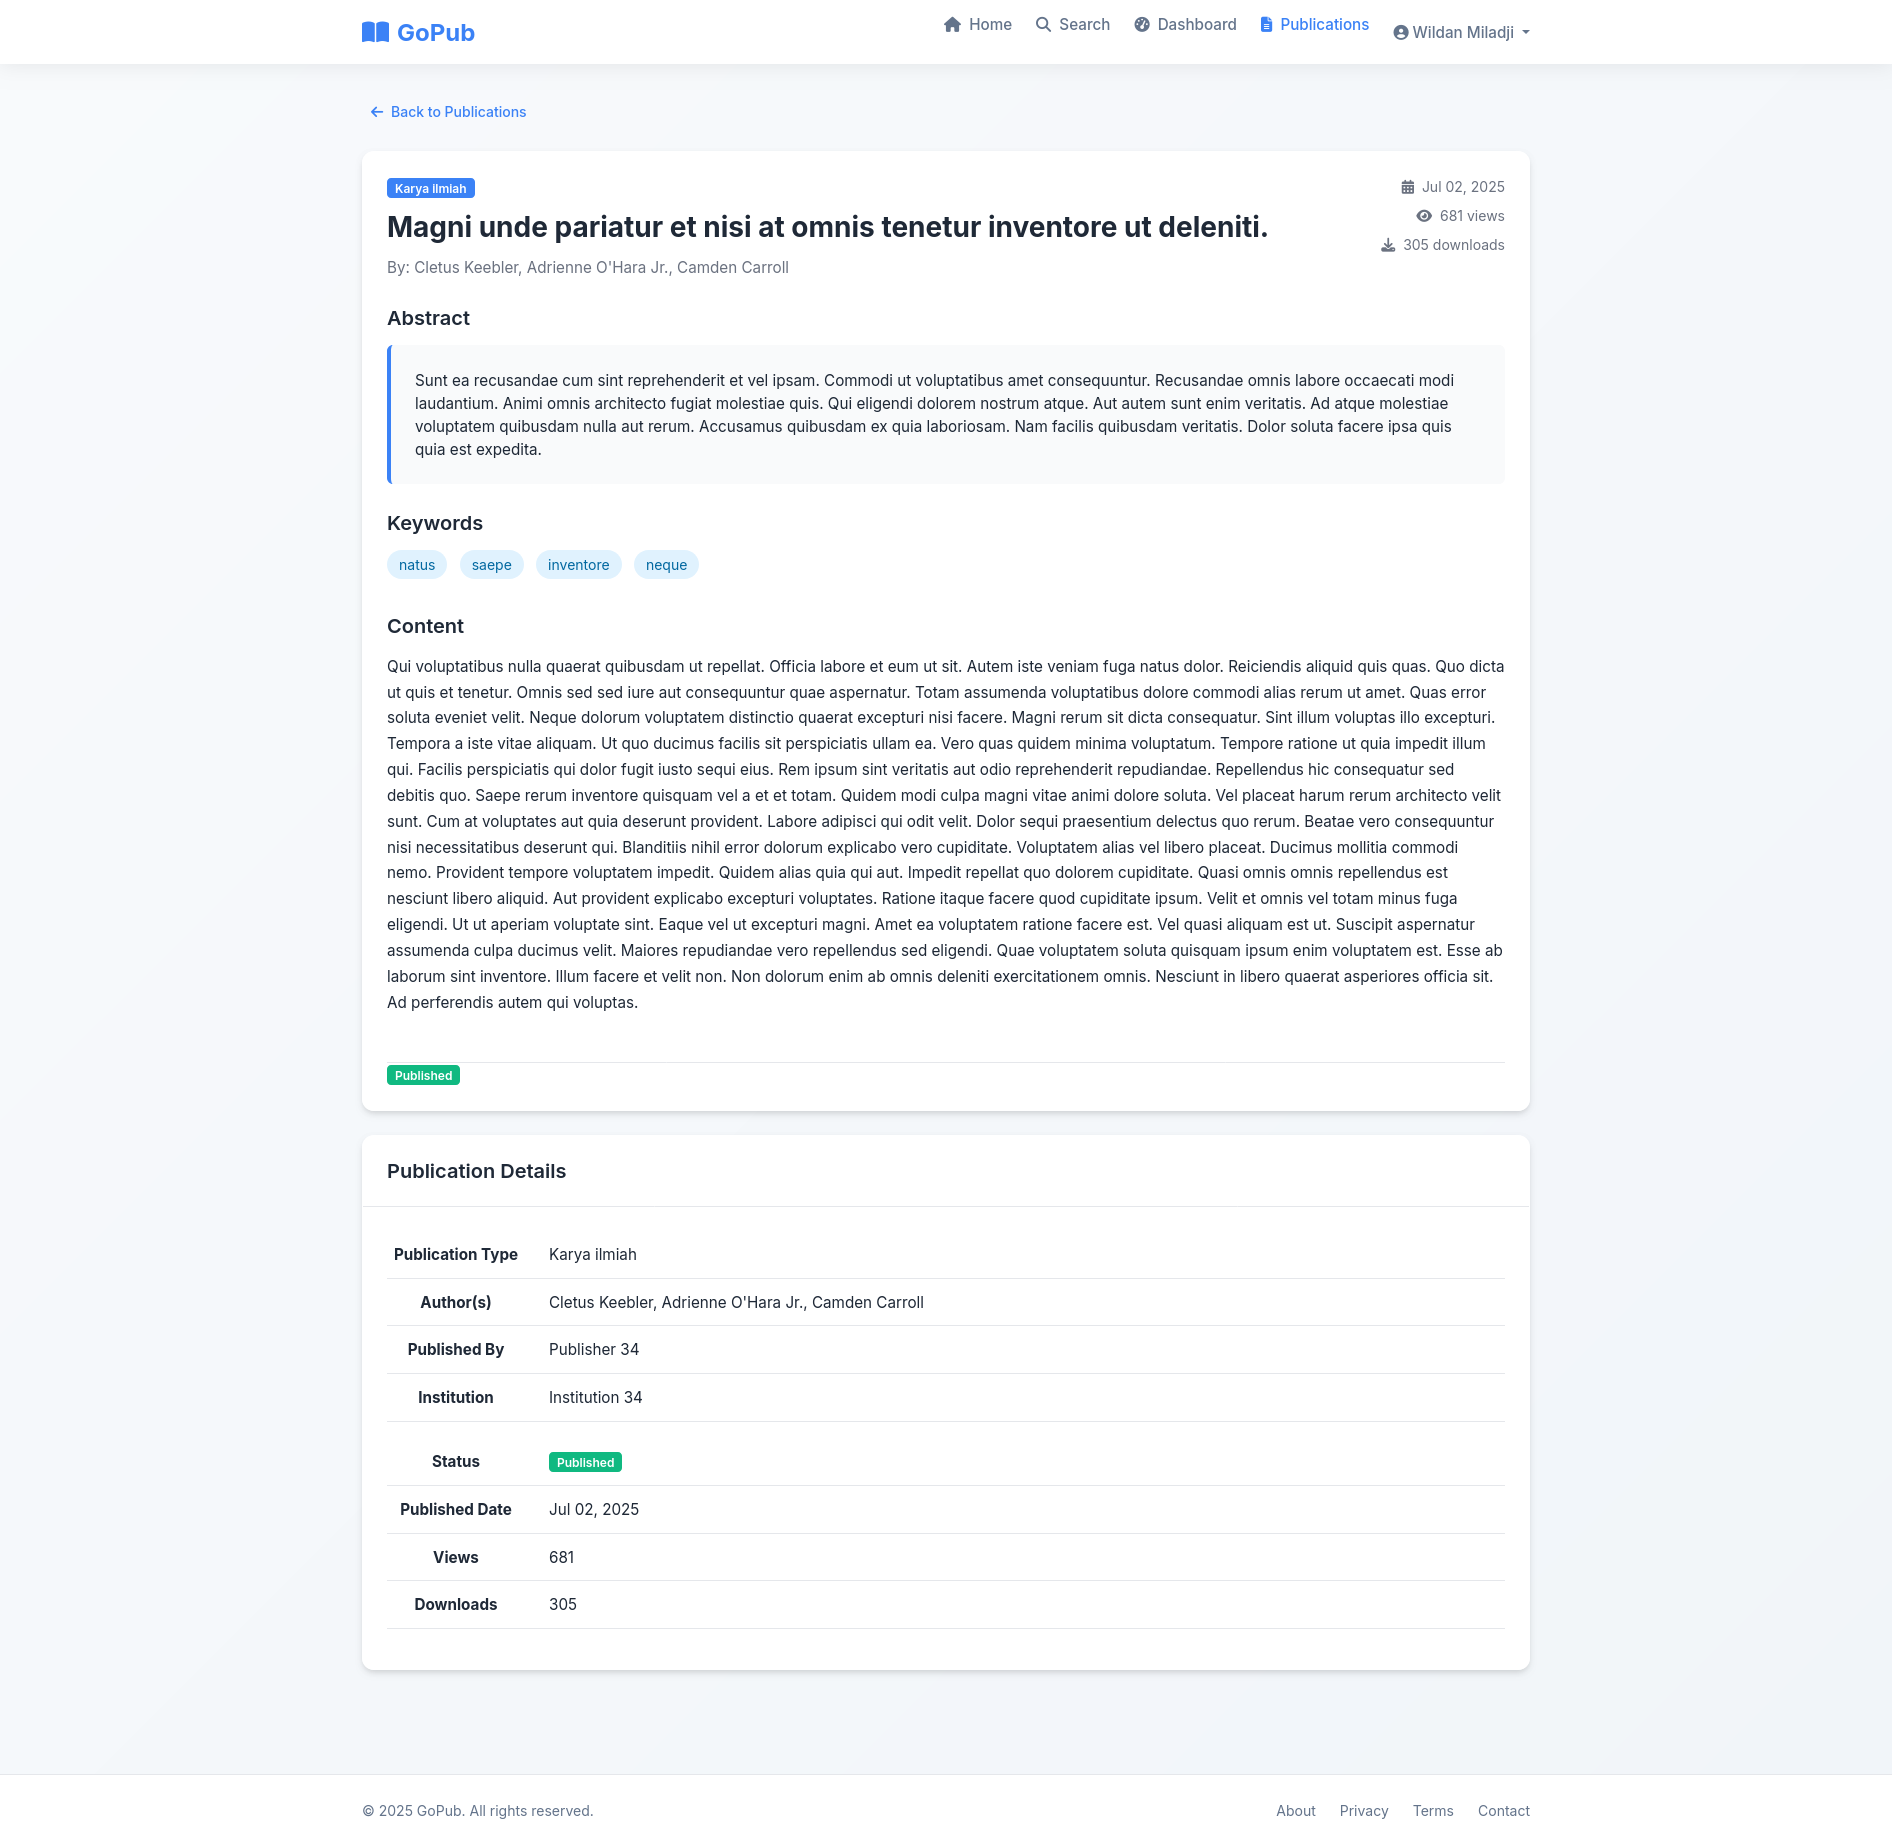 GoPub
Home Search Dashboard Publications Wildan Miladji
Back to Publications
Karya ilmiah
Jul 02, 2025
Magni unde pariatur et nisi at omnis tenetur inventore ut deleniti.
681 views
305 downloads
By: Cletus Keebler, Adrienne O'Hara Jr., Camden Carroll
Abstract
Sunt ea recusandae cum sint reprehenderit et vel ipsam. Commodi ut voluptatibus amet consequuntur. Recusandae omnis labore occaecati modi
laudantium. Animi omnis architecto fugiat molestiae quis. Qui eligendi dolorem nostrum atque. Aut autem sunt enim veritatis. Ad atque molestiae
voluptatem quibusdam nulla aut rerum. Accusamus quibusdam ex quia laboriosam. Nam facilis quibusdam veritatis. Dolor soluta facere ipsa quis
quia est expedita.
Keywords
natus saepe inventore neque
Content
Qui voluptatibus nulla quaerat quibusdam ut repellat. Officia labore et eum ut sit. Autem iste veniam fuga natus dolor. Reiciendis aliquid quis quas. Quo dicta
ut quis et tenetur. Omnis sed sed iure aut consequuntur quae aspernatur. Totam assumenda voluptatibus dolore commodi alias rerum ut amet. Quas error
soluta eveniet velit. Neque dolorum voluptatem distinctio quaerat excepturi nisi facere. Magni rerum sit dicta consequatur. Sint illum voluptas illo excepturi.
Tempora a iste vitae aliquam. Ut quo ducimus facilis sit perspiciatis ullam ea. Vero quas quidem minima voluptatum. Tempore ratione ut quia impedit illum
qui. Facilis perspiciatis qui dolor fugit iusto sequi eius. Rem ipsum sint veritatis aut odio reprehenderit repudiandae. Repellendus hic consequatur sed
debitis quo. Saepe rerum inventore quisquam vel a et et totam. Quidem modi culpa magni vitae animi dolore soluta. Vel placeat harum rerum architecto velit
sunt. Cum at voluptates aut quia deserunt provident. Labore adipisci qui odit velit. Dolor sequi praesentium delectus quo rerum. Beatae vero consequuntur
nisi necessitatibus deserunt qui. Blanditiis nihil error dolorum explicabo vero cupiditate. Voluptatem alias vel libero placeat. Ducimus mollitia commodi
nemo. Provident tempore voluptatem impedit. Quidem alias quia qui aut. Impedit repellat quo dolorem cupiditate. Quasi omnis omnis repellendus est
nesciunt libero aliquid. Aut provident explicabo excepturi voluptates. Ratione itaque facere quod cupiditate ipsum. Velit et omnis vel totam minus fuga
eligendi. Ut ut aperiam voluptate sint. Eaque vel ut excepturi magni. Amet ea voluptatem ratione facere est. Vel quasi aliquam est ut. Suscipit aspernatur
assumenda culpa ducimus velit. Maiores repudiandae vero repellendus sed eligendi. Quae voluptatem soluta quisquam ipsum enim voluptatem est. Esse ab
laborum sint inventore. Illum facere et velit non. Non dolorum enim ab omnis deleniti exercitationem omnis. Nesciunt in libero quaerat asperiores officia sit.
Ad perferendis autem qui voluptas.
Published
Publication Details
Publication Type Karya ilmiah
Author(s) Cletus Keebler, Adrienne O'Hara Jr., Camden Carroll
Published By Publisher 34
Institution Institution 34
Status Published
Published Date Jul 02, 2025
Views 681
Downloads 305
© 2025 GoPub. All rights reserved.
About Privacy Terms Contact